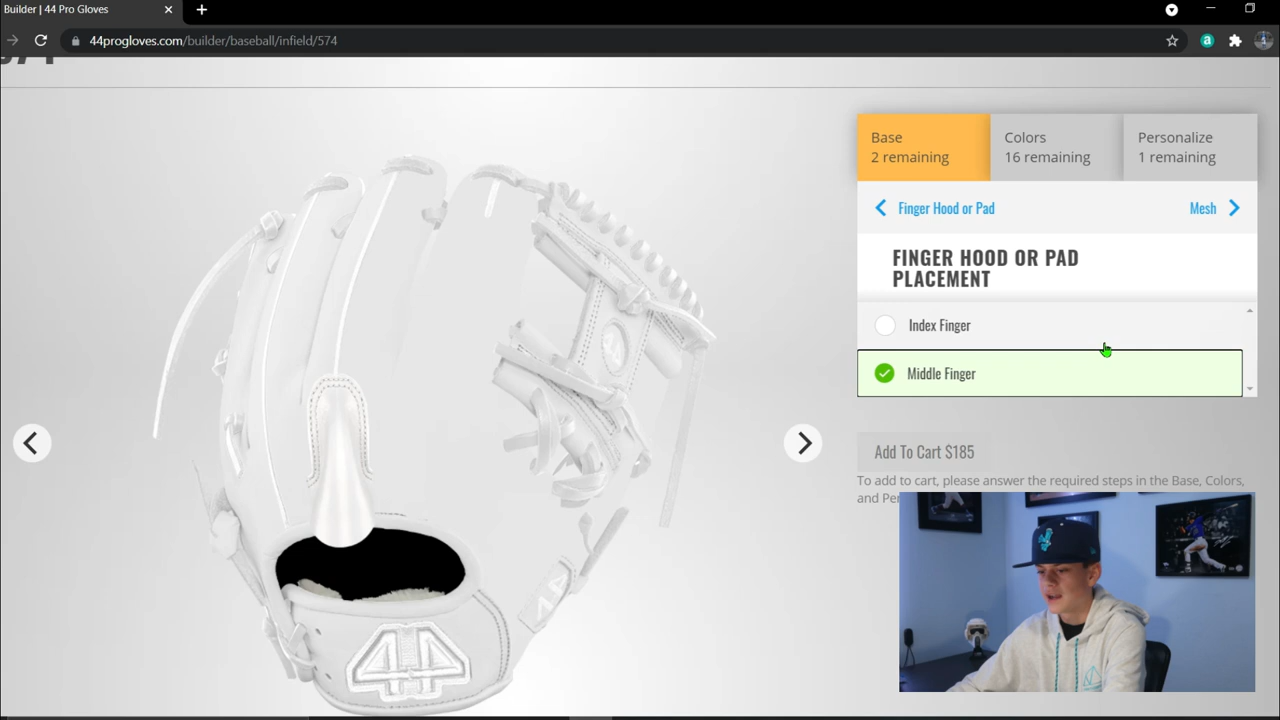 Builder | 44 Pro Gloves
44progloves.com/builder/baseball/infield/574
Base
2 remaining
Colors
16 remaining
Personalize
1 remaining
Finger Hood or Pad
Mesh
FINGER HOOD OR PAD
PLACEMENT
Index Finger
Middle Finger
Add To Cart $185
To add to cart, please answer the required steps in the Base, Colors,
and
44
44
44